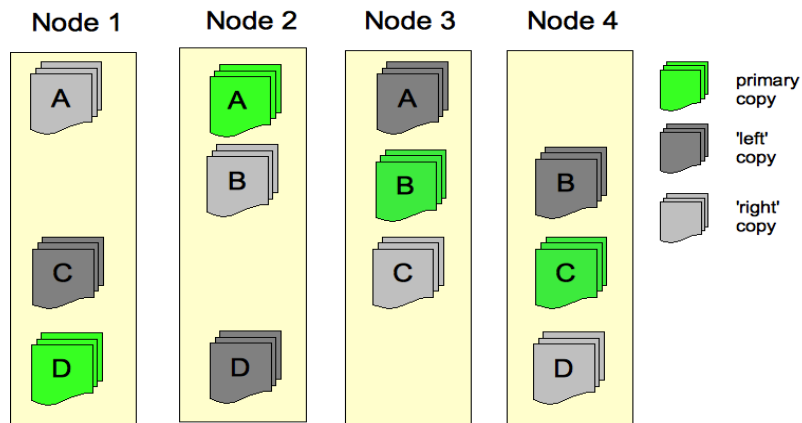 Node 1 Node 2 Node 3 Node 4
A A A
primary
copy
B B B
'left'
copy
'right'
copy
C C C
D D D